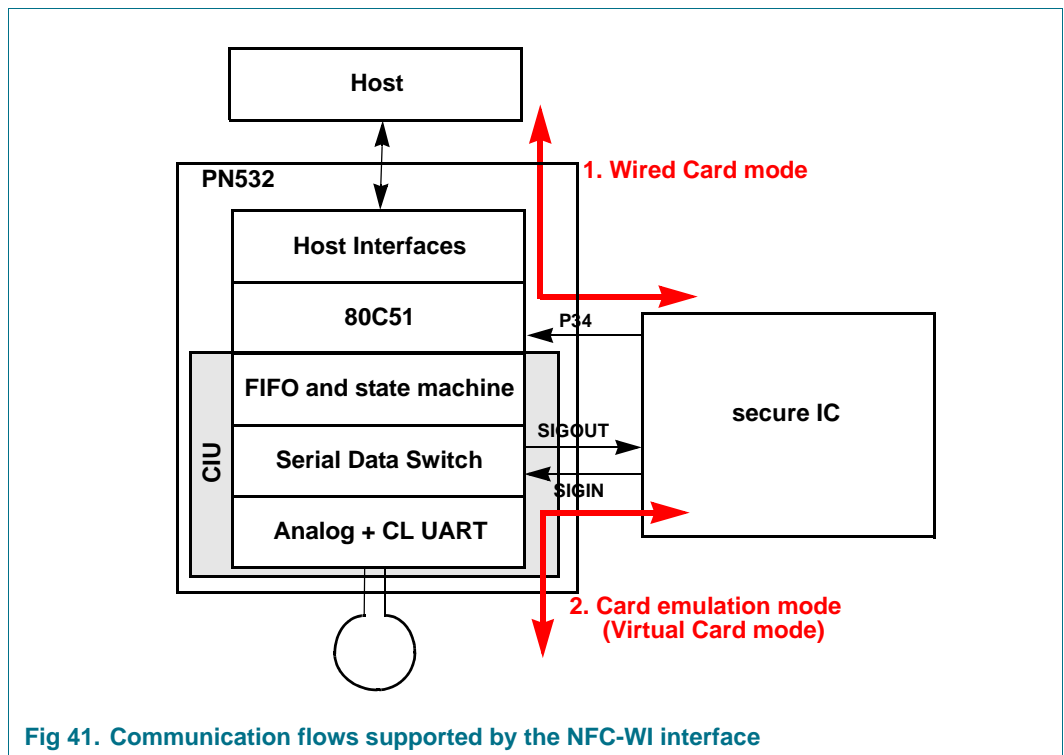 Host
1. Wired Card mode
PN532
Host Interfaces
80C51
P34
FIFO and state machine
secure IC
SIGOUT
CIU
Serial Data Switch
SIGIN
Analog + CL UART
2. Card emulation mode
(Virtual Card mode)
Fig 41. Communication flows supported by the NFC-WI interface